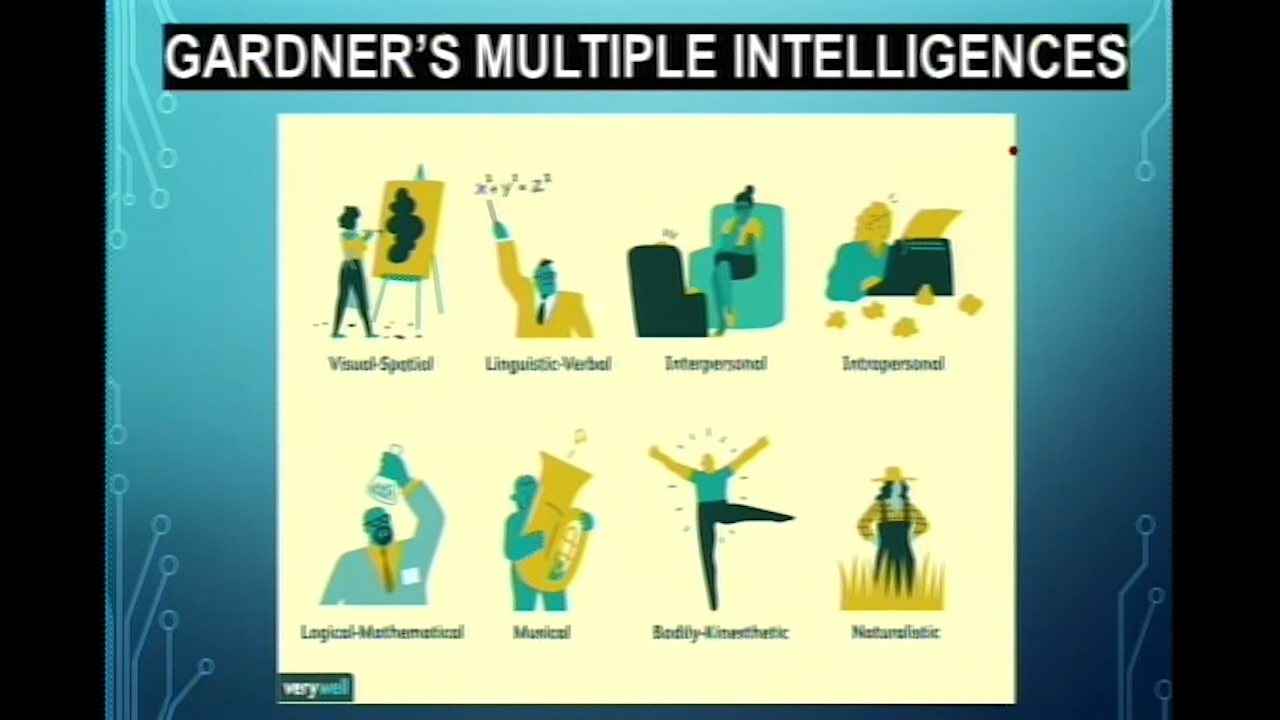 GARDNER'S MULTIPLE INTELLIGENCES
x²+y²=z²
Visual-Spatial
Linguistic-Verbal
Interpersonal
Intrapersonal
Logical-Mathematical
Musical
Bodily-Kinesthetic
Naturalistic
verywell